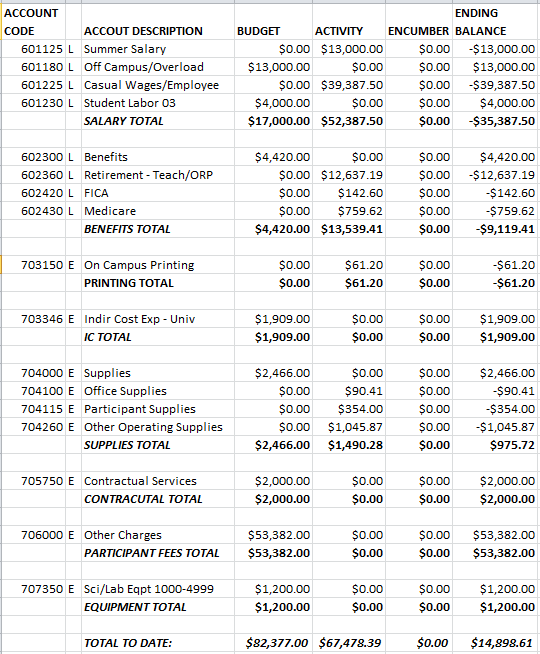 ACCOUNT ENDING
CODE ACCOUT DESCRIPTION BUDGET ACTIVITY ENCUMBER BALANCE
601125 L Summer Salary $0.00 $13,000.00 $0.00 -$13,000.00
601180 L Off Campus/Overload $13,000.00 $0.00 $0.00 $13,000.00
601225 L Casual Wages/Employee $0.00 $39,387.50 $0.00 -$39,387.50
601230 L Student Labor 03 $4,000.00 $0.00 $0.00 $4,000.00
SALARY TOTAL $17,000.00 $52,387.50 $0.00 -$35,387.50
602300 L Benefits $4,420.00 $0.00 $0.00 $4,420.00
602360 L Retirement - Teach/ORP $0.00 $12,637.19 $0.00 -$12,637.19
602420 L FICA $0.00 $142.60 $0.00 -$142.60
602430 L Medicare $0.00 $759.62 $0.00 -$759.62
BENEFITS TOTAL $4,420.00 $13,539.41 $0.00 -$9,119.41
703150 E On Campus Printing $0.00 $61.20 $0.00 -$61.20
PRINTING TOTAL $0.00 $61.20 $0.00 -$61.20
703346 E Indir Cost Exp - Univ $1,909.00 $0.00 $0.00 $1,909.00
IC TOTAL $1,909.00 $0.00 $0.00 $1,909.00
704000 E Supplies $2,466.00 $0.00 $0.00 $2,466.00
704100 E Office Supplies $0.00 $90.41 $0.00 -$90.41
704115 E Participant Supplies $0.00 $354.00 $0.00 -$354.00
704260 E Other Operating Supplies $0.00 $1,045.87 $0.00 -$1,045.87
SUPPLIES TOTAL $2,466.00 $1,490.28 $0.00 $975.72
705750 E Contractual Services $2,000.00 $0.00 $0.00 $2,000.00
CONTRACUTAL TOTAL $2,000.00 $0.00 $0.00 $2,000.00
706000 E Other Charges $53,382.00 $0.00 $0.00 $53,382.00
PARTICIPANT FEES TOTAL $53,382.00 $0.00 $0.00 $53,382.00
707350 E Sci/Lab Eqpt 1000-4999 $1,200.00 $0.00 $0.00 $1,200.00
EQUIPMENT TOTAL $1,200.00 $0.00 $0.00 $1,200.00
TOTAL TO DATE: $82,377.00 $67,478.39 $0.00 $14,898.61